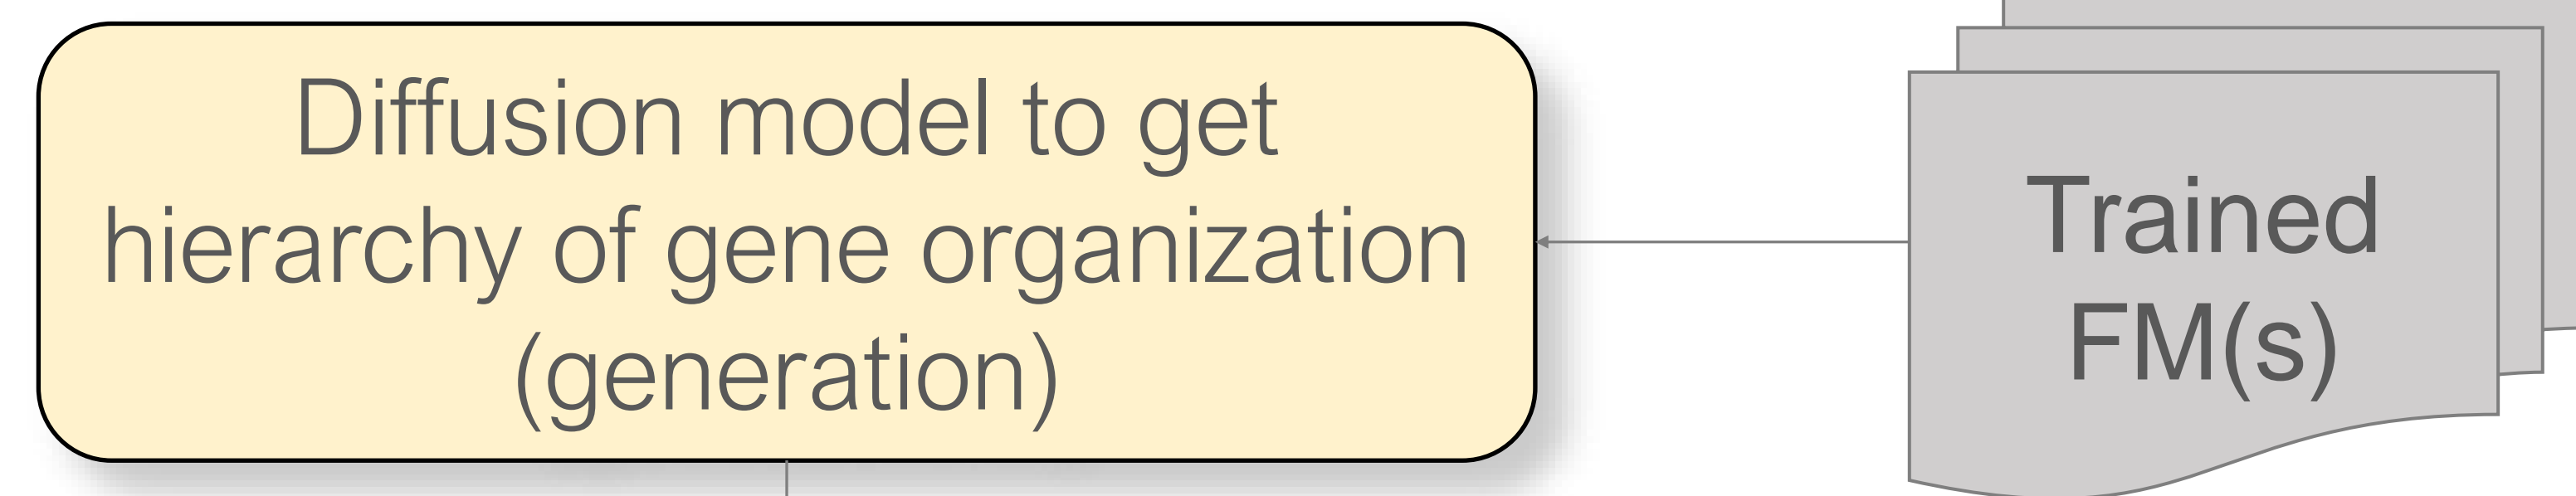 Diffusion model to get
hierarchy of gene organization
(generation)
Trained
FM(s)